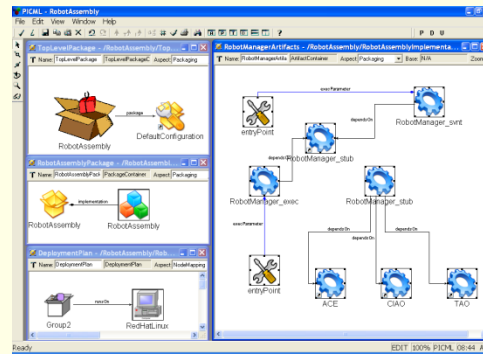 PICML - RobotAssembly
File Edit View Window Help
P D U
TopLevelPackage - /RobotAssembly/Top...
Name TopLevelPackage TopLevelPackageC Aspect Packaging
package
RobotAssembly
DefaultConfiguration
RobotAssemblyPackage - /RobotAssembl...
Name RobotAssemblyPack PackageContainer Aspect Packaging
implementation
RobotAssembly
RobotAssembly
DeploymentPlan - /RobotAssembly/Rob...
Name DeploymentPlan DeploymentPlan Aspect NodeMapping
Group2
RedHatLinux
RobotManagerArtifacts - /RobotAssembly/RobotAssemblyImplementa...
Name RobotManagerArtifa ArtifactContainer Aspect Packaging Base N/A Zoom
execParameter
entryPoint
RobotManager_svnt
dependsOn
RobotManager_stub
dependsOn
RobotManager_exec
RobotManager_stub
execParameter
dependsOn
dependsOn
dependsOn
entryPoint
ACE
CIAO
TAO
Ready
EDIT 100% PICML 08:44 A